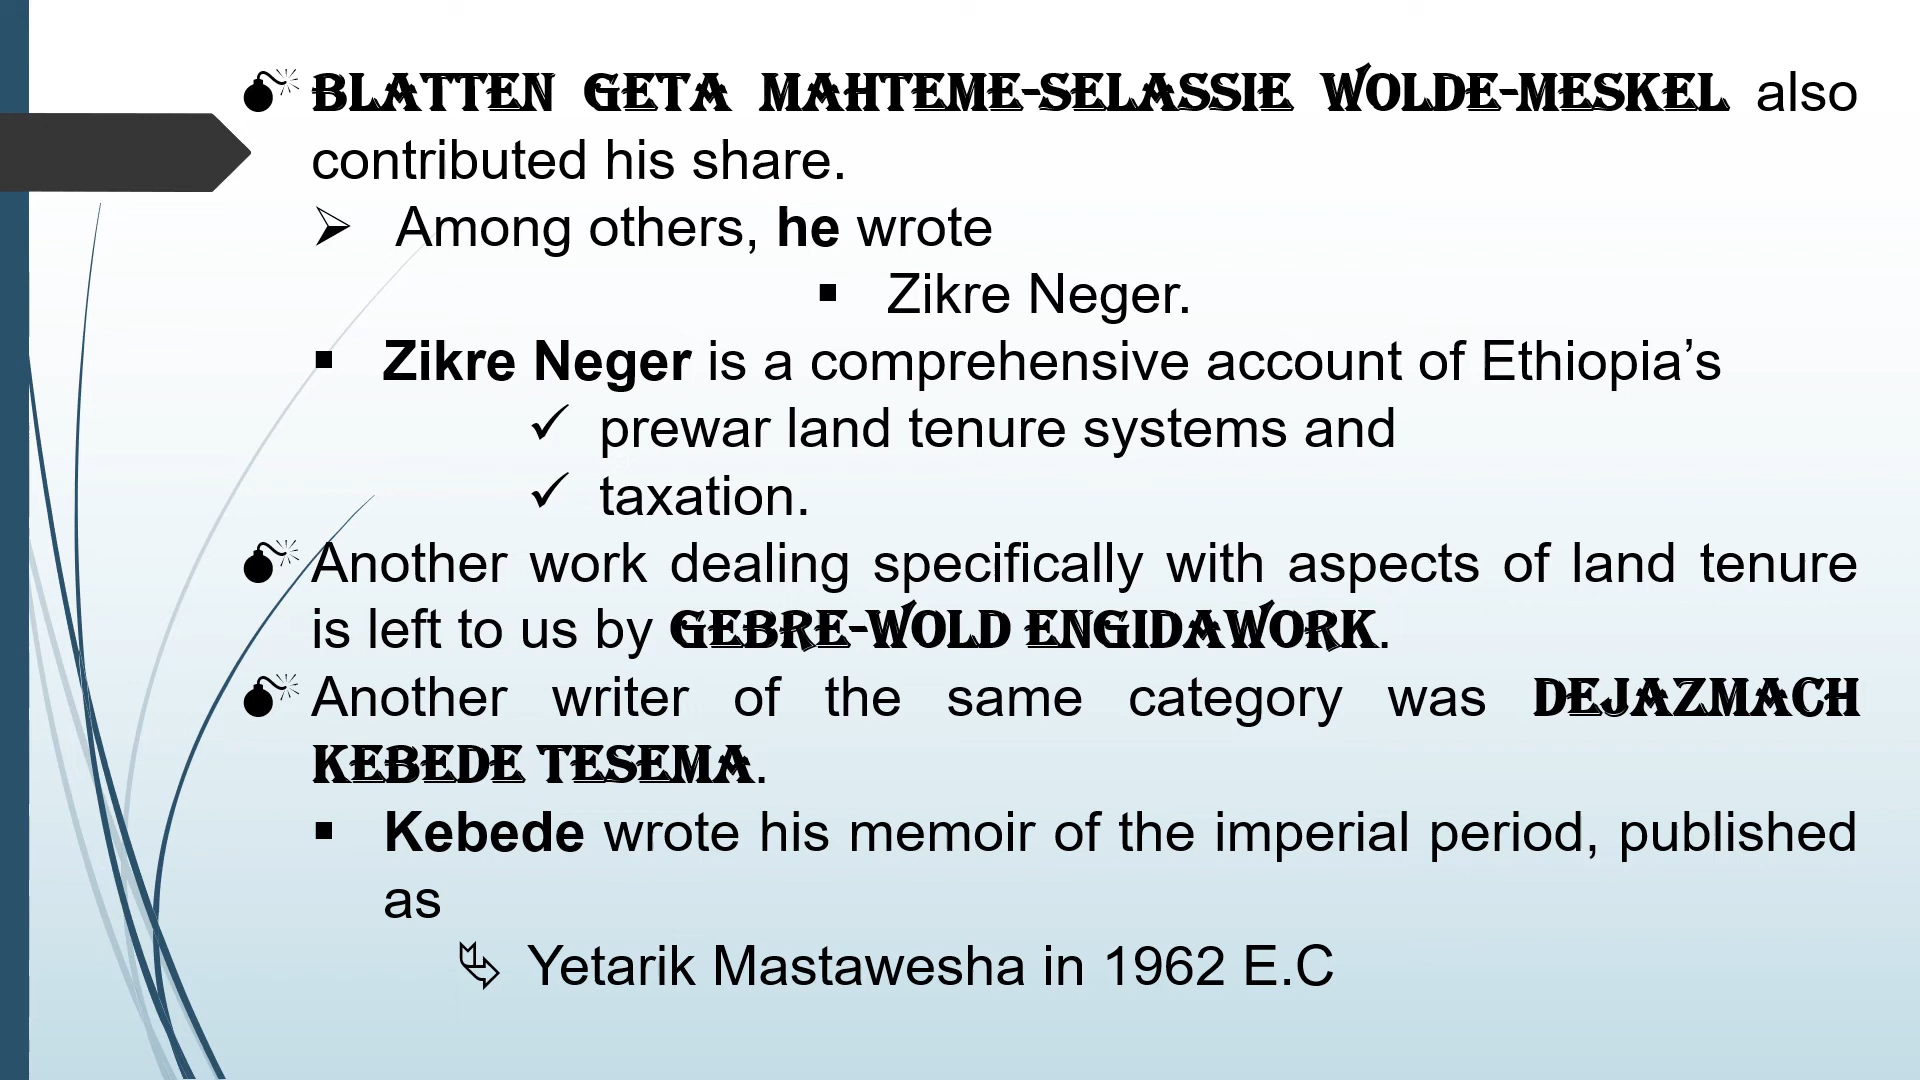 BLATTEN GETA MAHTEME-SELASSIE WOLDE-MESKEL also
contributed his share.
Among others, he wrote
Zikre Neger.
Zikre Neger is a comprehensive account of Ethiopia’s
prewar land tenure systems and
taxation.
Another work dealing specifically with aspects of land tenure
is left to us by GEBRE-WOLD ENGIDAWORK.
Another writer of the same category was DEJAZMACH
KEBEDE TESEMA.
Kebede wrote his memoir of the imperial period, published
as
Yetarik Mastawesha in 1962 E.C